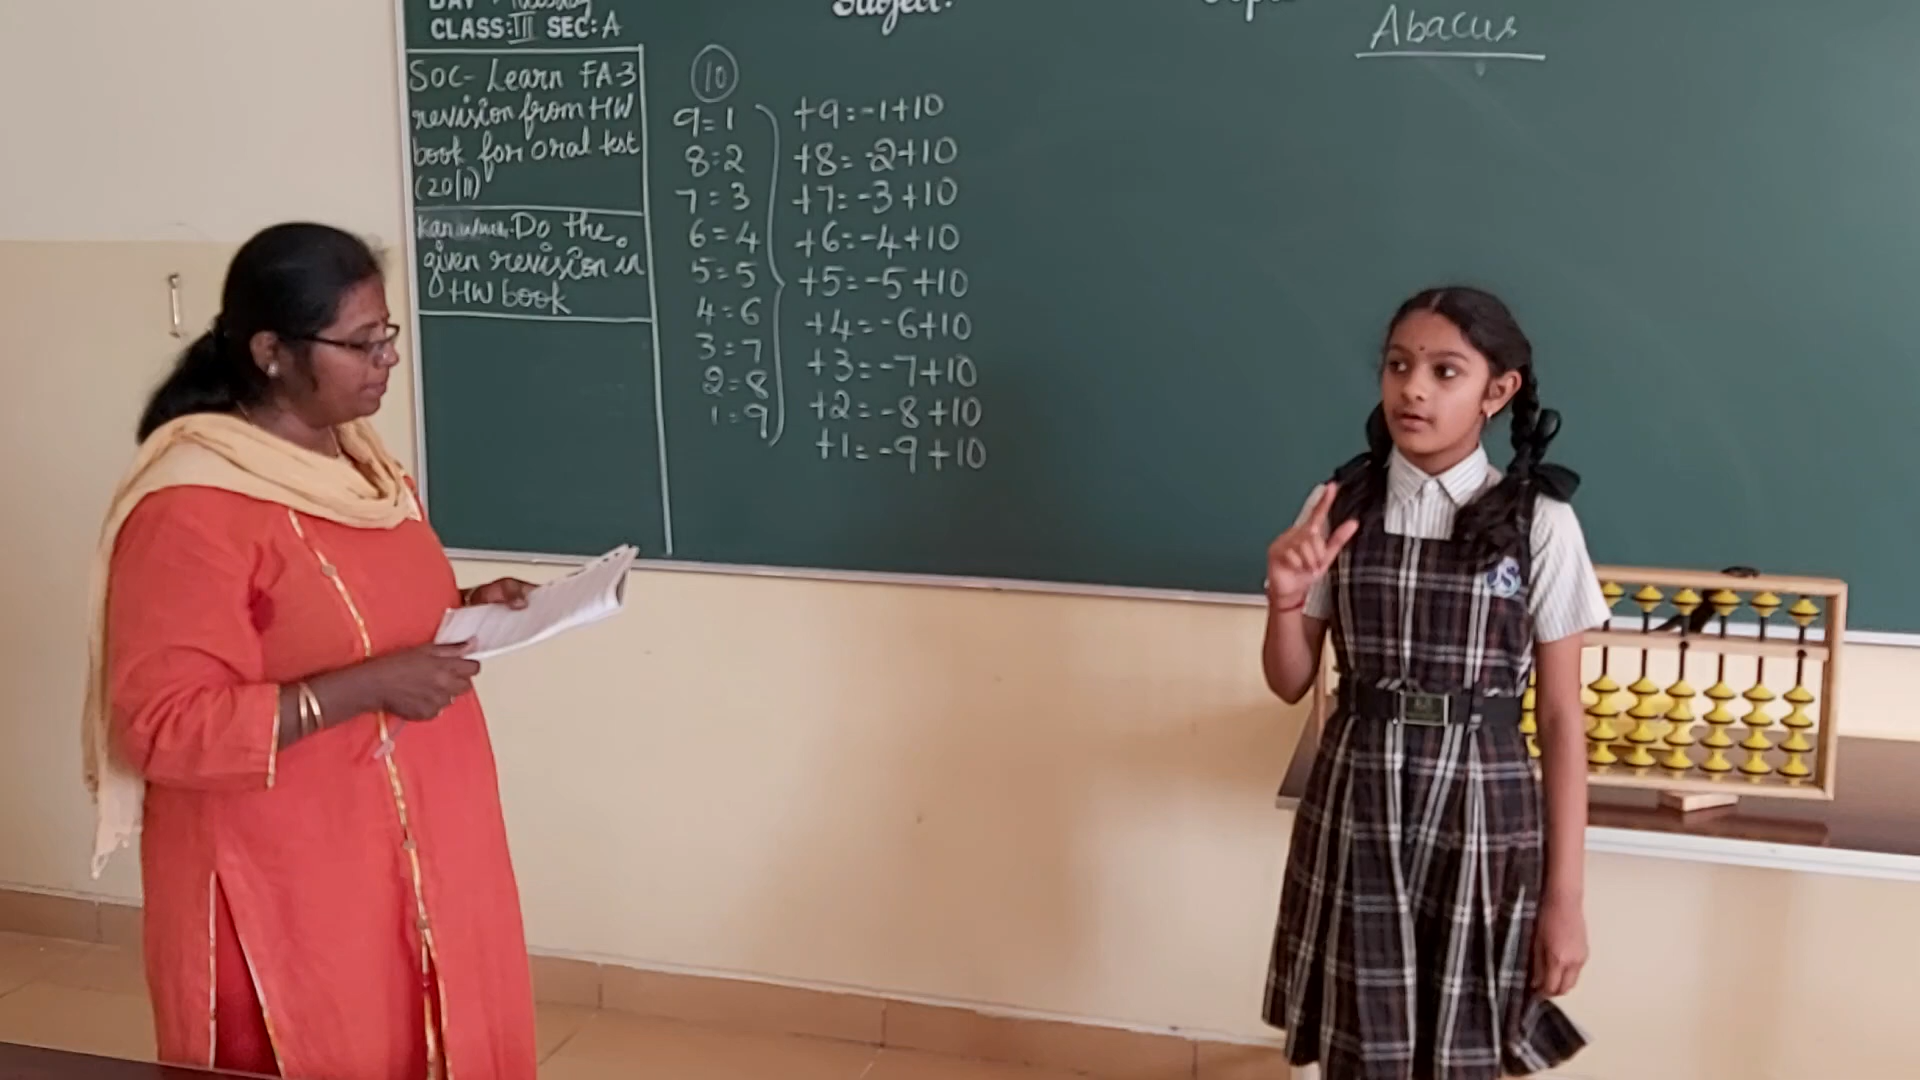 DAY : Tuesday
CLASS: III SEC: A
Subject:
Abacus
Soc- Learn FA-3
revision from HW
book for oral test
(20/11)
Do the
given revision in
HW book
10
9=1
8=2
7=3
6=4
5=5
4=6
3=7
2=8
1=9
+9=-1+10
+8=-2+10
+7=-3+10
+6=-4+10
+5=-5+10
+4=-6+10
+3=-7+10
+2=-8+10
+1=-9+10